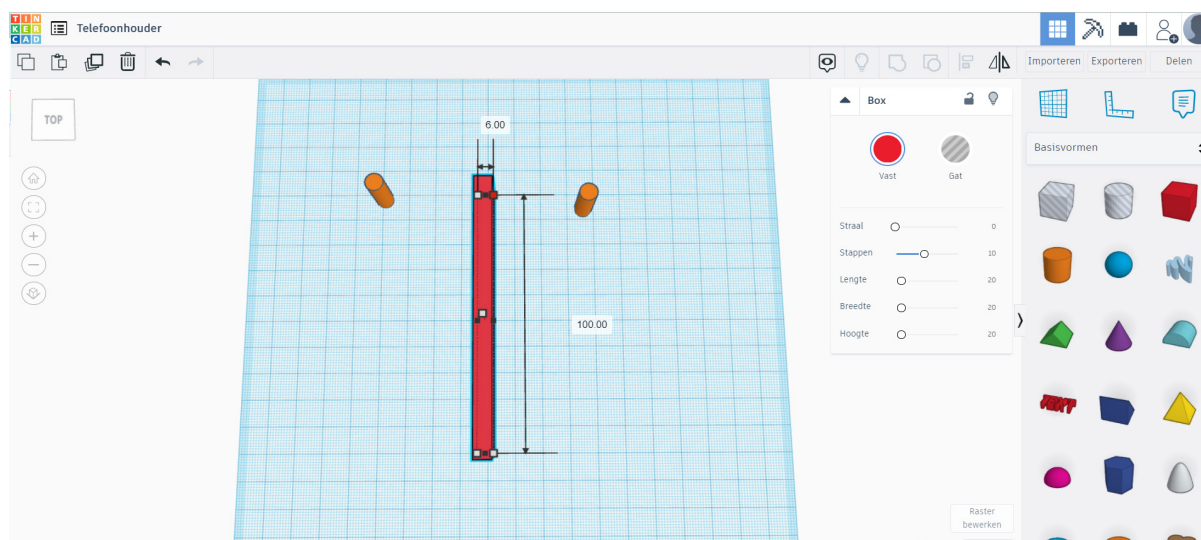 TIN
KER
CAD
Telefoonhouder
Importeren
Exporteren
Delen
TOP
6.00
100.00
Box
Vast
Gat
Straal
0
Stappen
10
Lengte
20
Breedte
20
Hoogte
20
Basisvormen
TEXT
Raster
bewerken